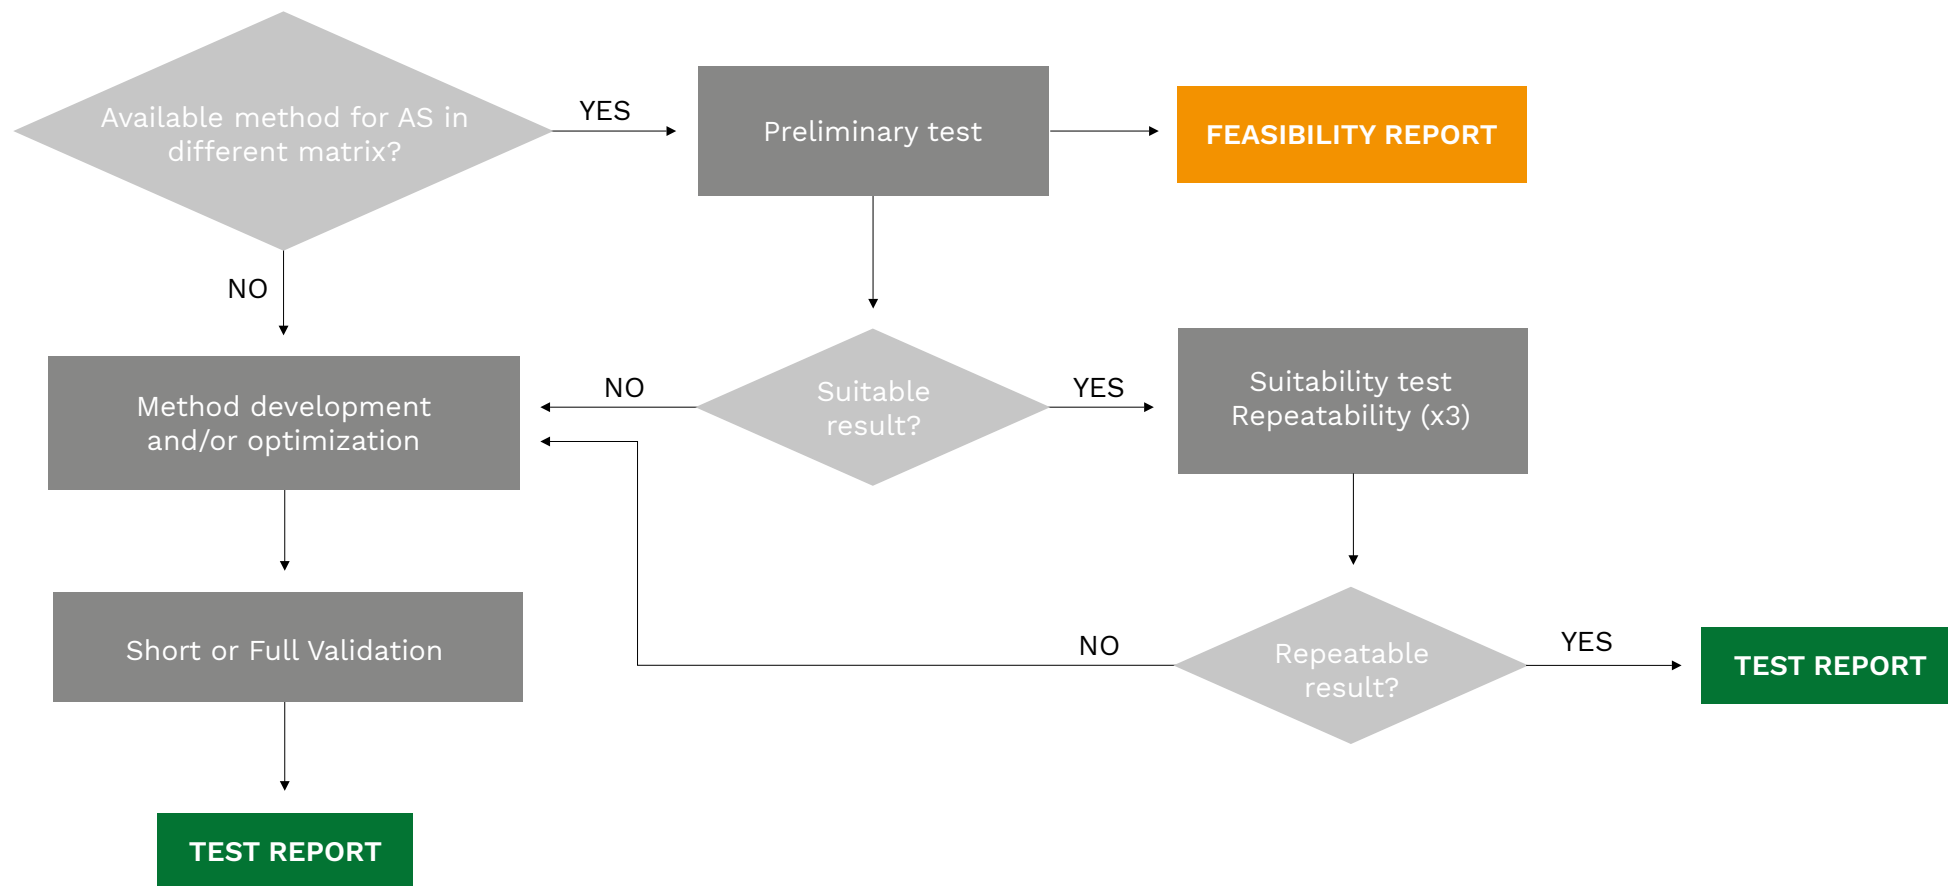 Available method for AS in
different matrix?
YES
Preliminary test
FEASIBILITY REPORT
NO
Method development
and/or optimization
NO
Suitable
result?
YES
Suitability test
Repeatability (x3)
Short or Full Validation
NO
Repeatable
result?
YES
TEST REPORT
TEST REPORT